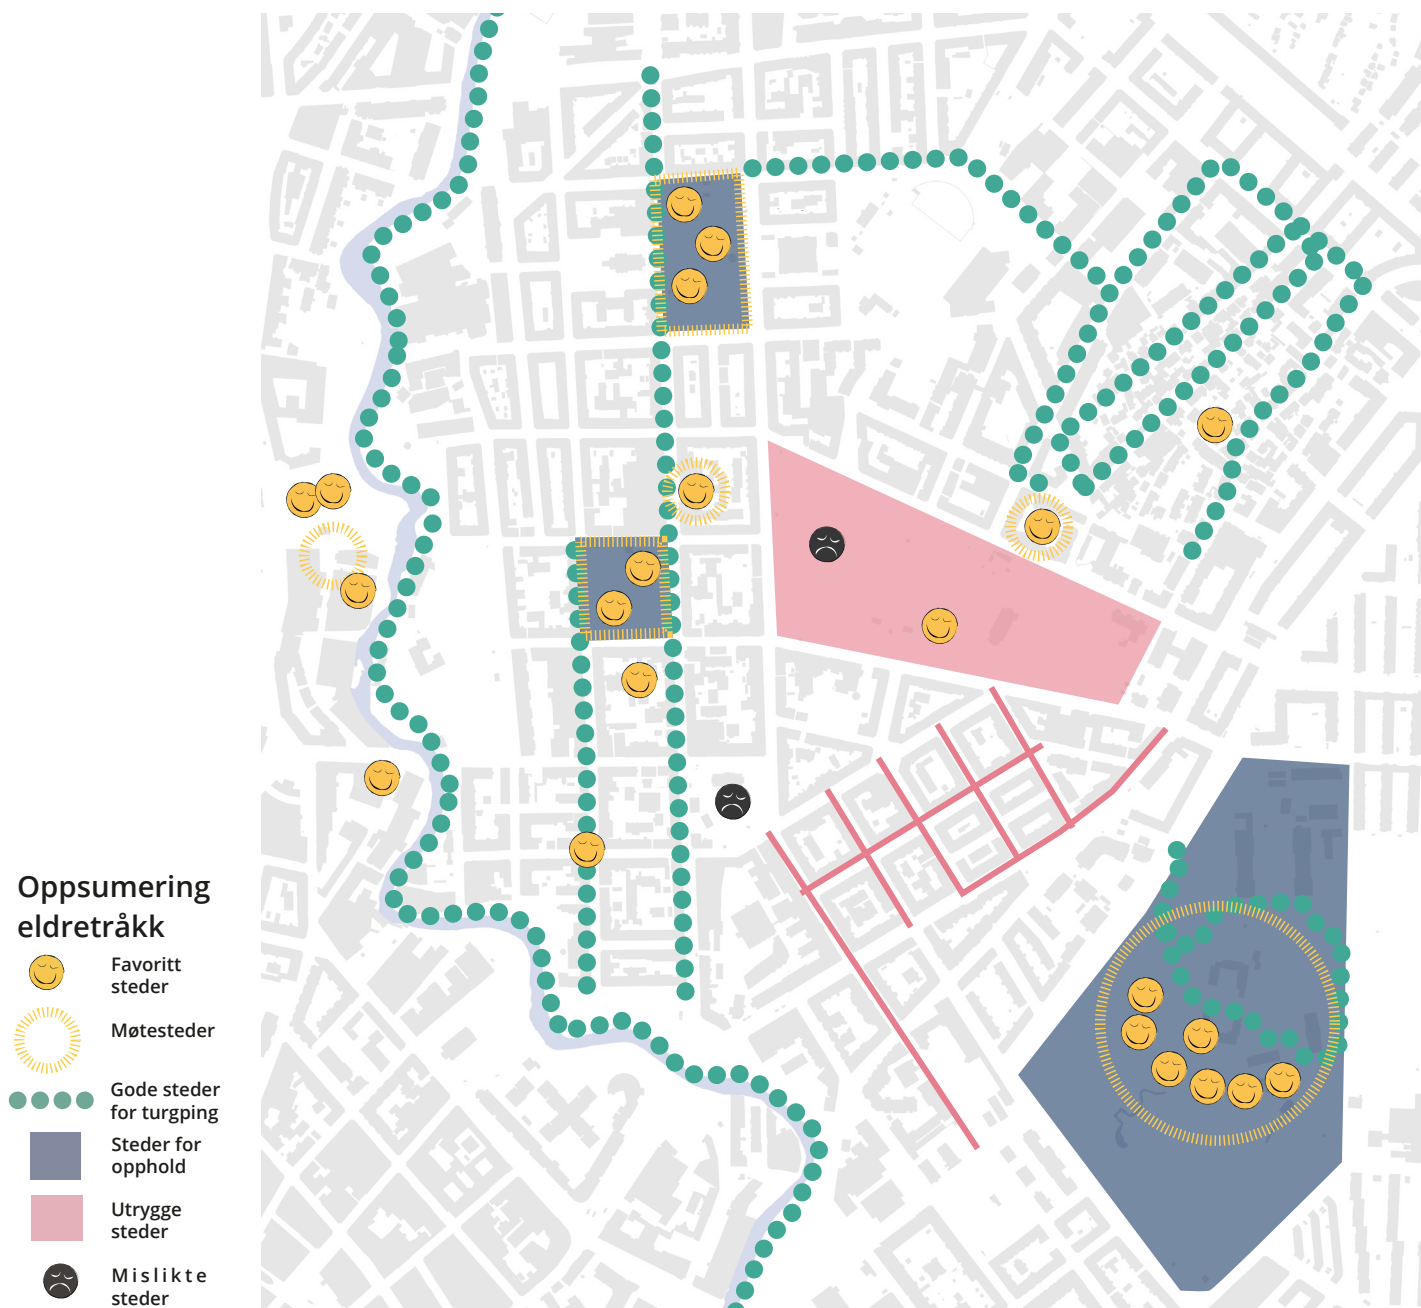 Oppsumering
eldretråkk
Favoritt
steder
Møtesteder
Gode steder
for turgping
Steder for
opphold
Utrygge
steder
Mislikte
steder